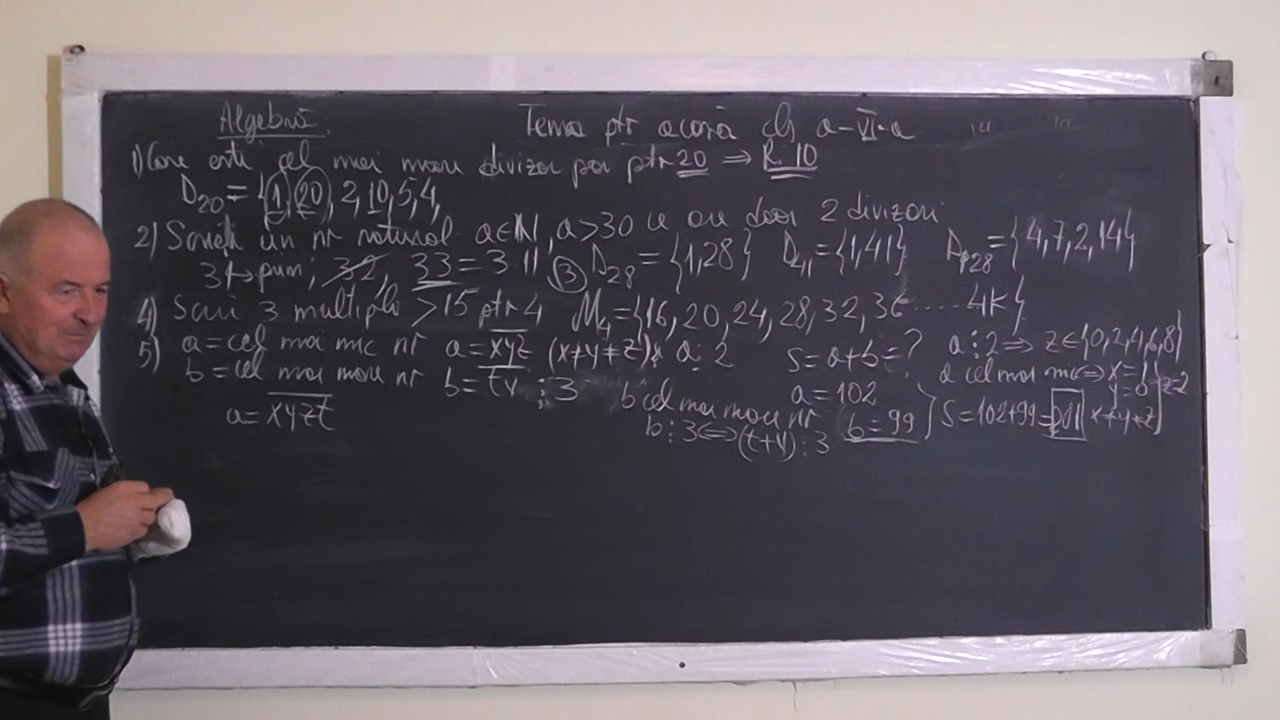 Algebră Tema ptr acasă cls a-VI-a
1) Care este cel mai mare divizor par ptr 20 ⇒ R. 10
D20 = {1, 20, 2, 10, 5, 4,
2) Scrieți un nr natural a∈ℕ, a>30 ce are doar 2 divizori
31→prim; 32, 33=3·11 ③ D28={1,28} D41={1,41} Dp28={4,7,2,14}
4) Scrii 3 multipli >15 ptr 4 M4={16,20,24,28,32,36.....4K}
5) a=cel mai mic nr a=xyz (x+y+z)⋮ a⋮2 S=a+b=? a⋮2⇒z∈{0,2,4,6,8}
b=cel mai mare nr b=ty ⋮3 a=102 a cel mai mic⇒x=1 y=0 z=2
a=xyzt b cel mai mare nr b=99 } S=102+99=201 x+y+z
b⋮3⇔(t+y)⋮3